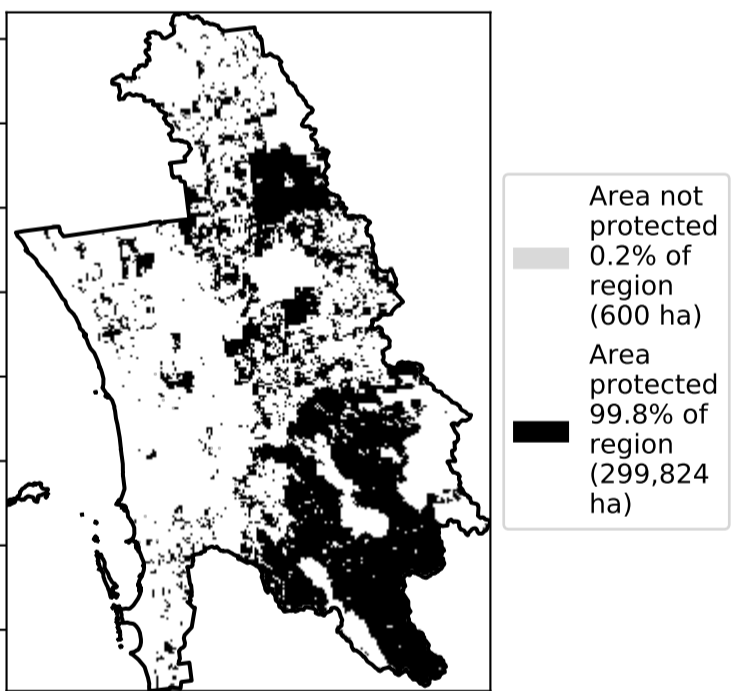 Area not
protected
0.2% of
region
(600 ha)
Area
protected
99.8% of
region
(299,824
ha)